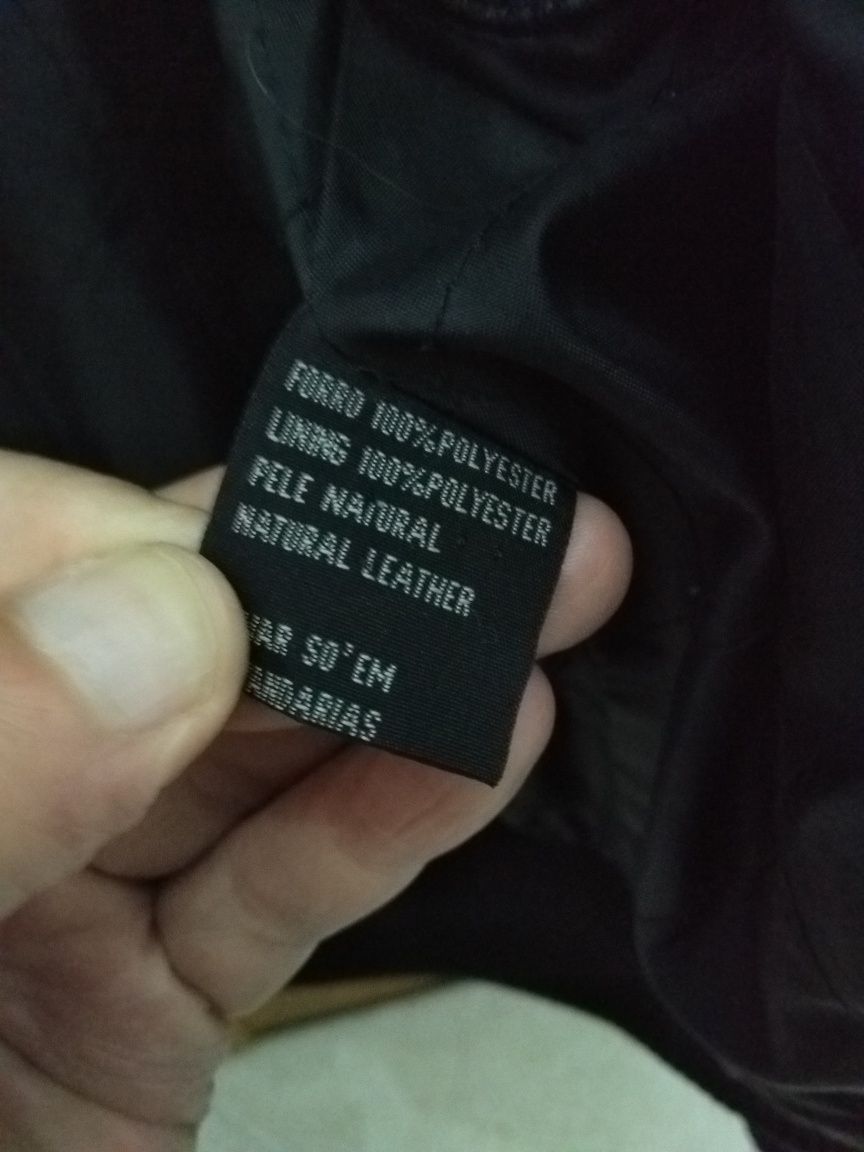 FORRO 100%POLYESTER
LINING 100%POLYESTER
PELE NATURAL
NATURAL LEATHER
SO'EM